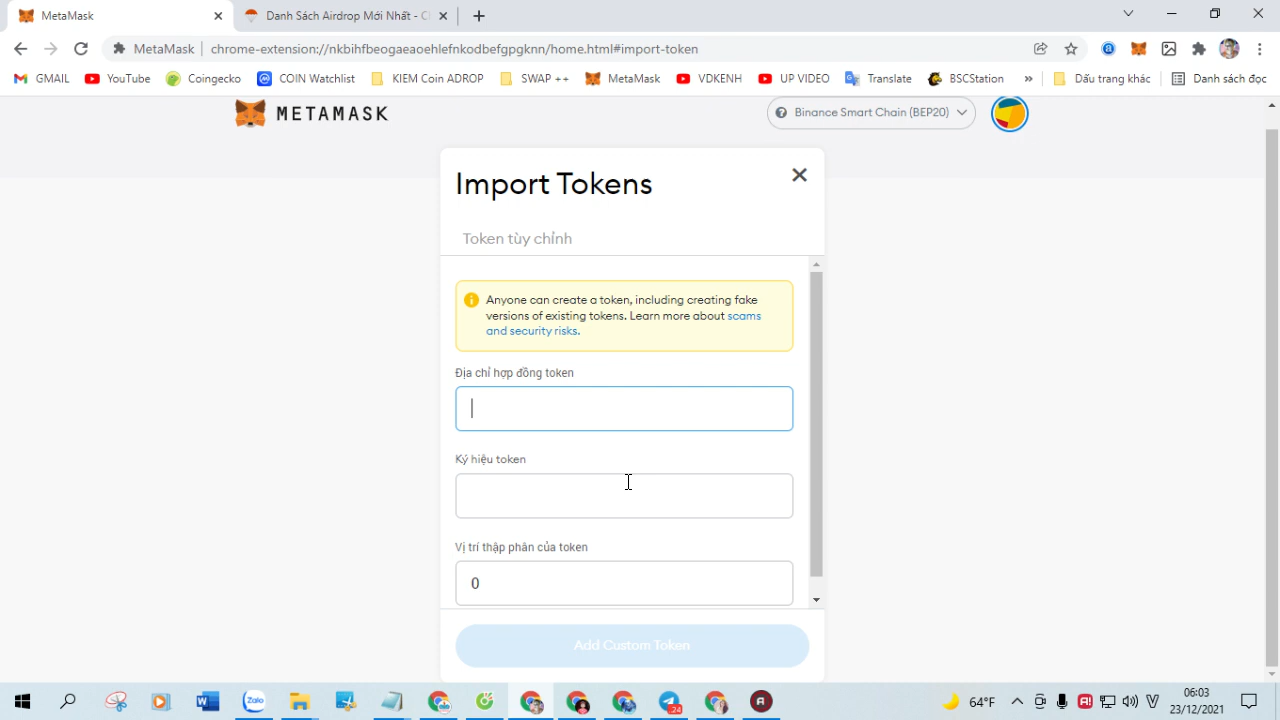 MetaMask
Danh Sách Airdrop Mới Nhất - C
MetaMask
chrome-extension://nkbihfbeogaeaoehlefnkodbefgpgknn/home.html#import-token
GMAIL
YouTube
Coingecko
COIN Watchlist
KIEM Coin ADROP
SWAP ++
MetaMask
VDKENH
UP VIDEO
Translate
BSCStation
»
Dấu trang khác
Danh sách đọc
METAMASK
Binance Smart Chain (BEP20)
Import Tokens
Token tùy chỉnh
Anyone can create a token, including creating fake
versions of existing tokens. Learn more about scams
and security risks.
Địa chỉ hợp đồng token
Ký hiệu token
Vị trí thập phân của token
0
Add Custom Token
Zalo
24
64°F
06:03
23/12/2021